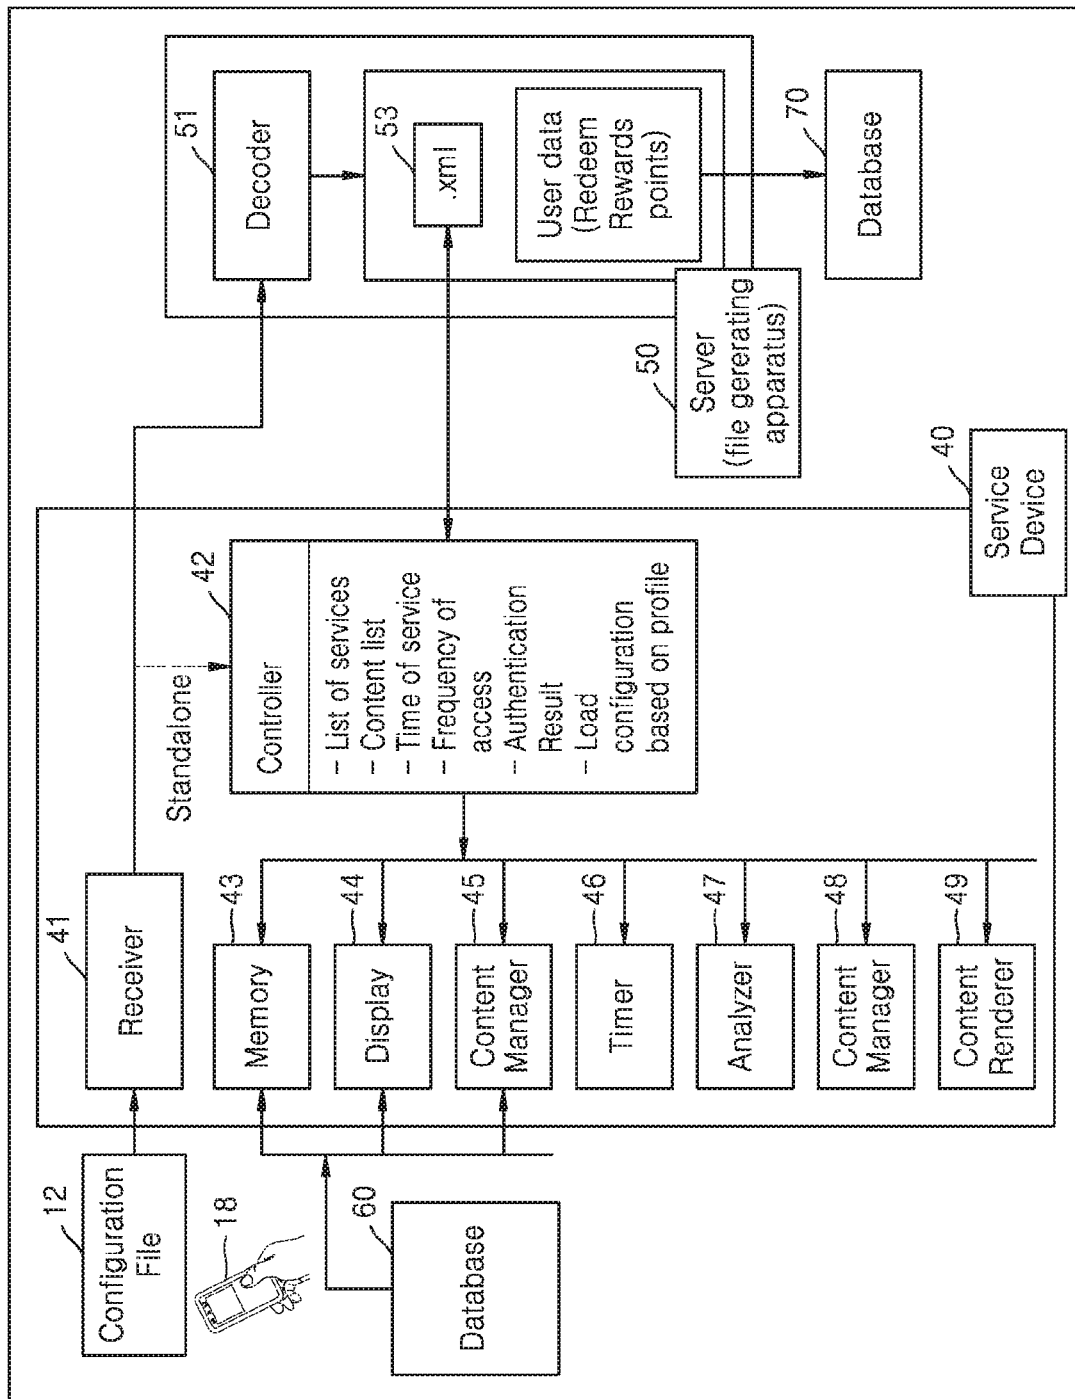 12
Configuration
File
18
60
Database
41
Receiver
43
Memory
44
Display
45
Content
Manager
46
Timer
47
Analyzer
48
Content
Manager
49
Content
Renderer
Standalone
42
Controller
– List of services
– Content list
– Time of service
– Frequency of
access
– Authentication
Result
– Load
configuration
based on profile
40
Service
Device
50
Server
(file gererating
apparatus)
51
Decoder
53
.xml
User data
(Redeem
Rewards
points)
70
Database